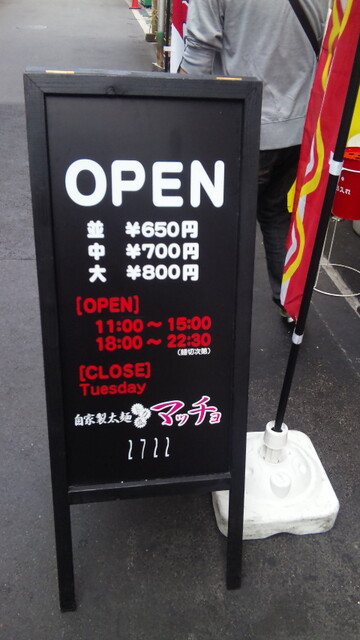 OPEN
並 ¥650円
中 ¥700円
大 ¥800円
[OPEN]
11:00～15:00
18:00～22:30
(麺切次第)
[CLOSE]
Tuesday
自家製太麺 マッチョ